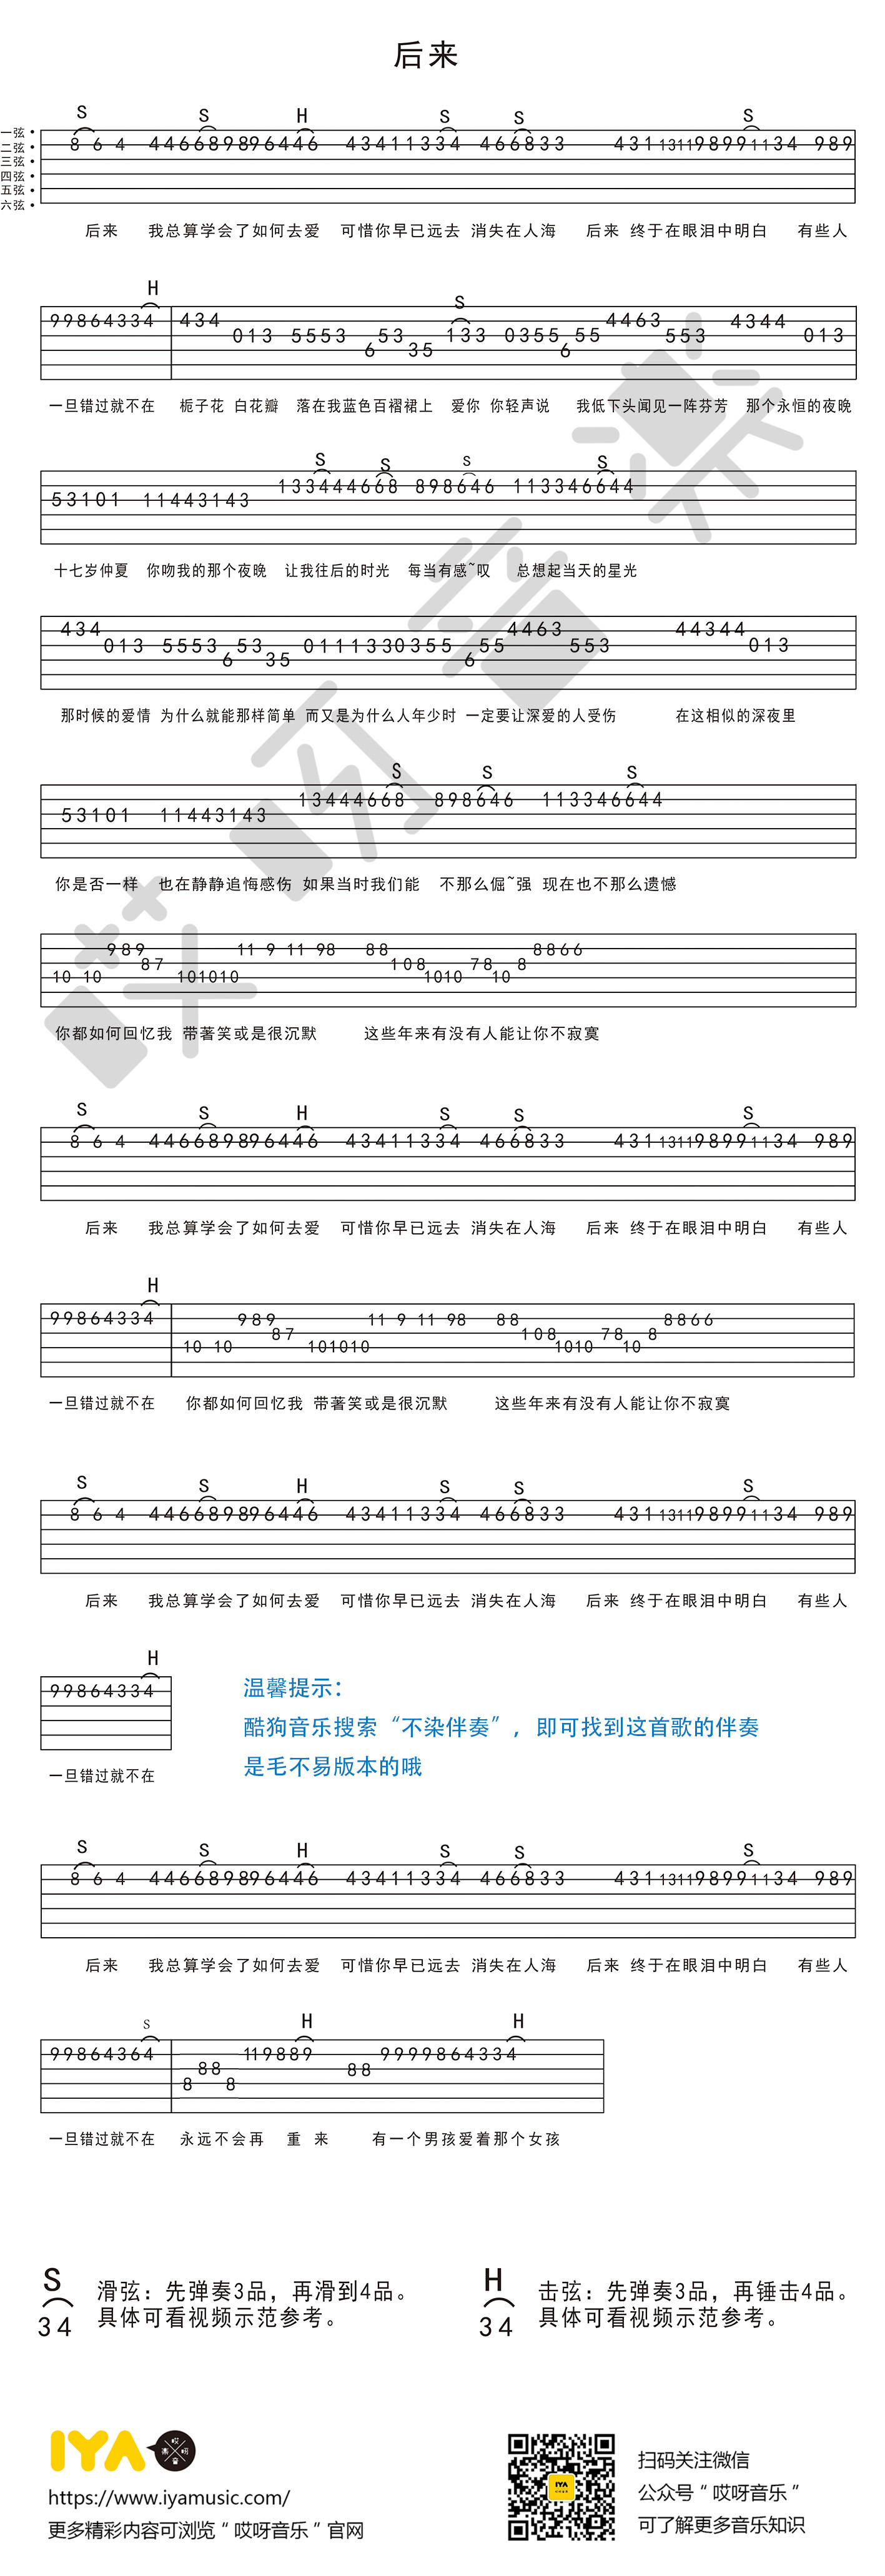 后来
S S H S S S
一弦•
二弦•
三弦•
四弦•
五弦•
六弦•
8 6 4 446689896446 43411334 466833 431131198991134 989
后来 我总算学会了如何去爱 可惜你早已远去 消失在人海 后来 终于在眼泪中明白 有些人
H S
99864334 434 013 5553 6 53 35 133 0355 6 55 4463 553 4344 013
一旦错过就不在 栀子花 白花瓣 落在我蓝色百褶裙上 爱你 你轻声说 我低下头闻见一阵芬芳 那个永恒的夜晚
S S S S
53101 11443143 133444668 898646 113346644
十七岁仲夏 你吻我的那个夜晚 让我往后的时光 每当有感~叹 总想起当天的星光
434 013 5553 6 53 35 0111330355 6 55 4463 553 44344 013
那时候的爱情 为什么就能那样简单 而又是为什么人年少时 一定要让深爱的人受伤 在这相似的深夜里
S S S
53101 11443143 13444668 898646 113346644
你是否一样 也在静静追悔感伤 如果当时我们能 不那么倔~强 现在也不那么遗憾
10 10 989 87 101010 11 9 11 98 88 108 1010 78 10 8 8866
你都如何回忆我 带著笑或是很沉默 这些年来有没有人能让你不寂寞
S S H S S S
8 6 4 446689896446 43411334 466833 431131198991134 989
后来 我总算学会了如何去爱 可惜你早已远去 消失在人海 后来 终于在眼泪中明白 有些人
H
99864334 10 10 989 87 101010 11 9 11 98 88 108 1010 78 10 8 8866
一旦错过就不在 你都如何回忆我 带著笑或是很沉默 这些年来有没有人能让你不寂寞
S S H S S S
8 6 4 446689896446 43411334 466833 431131198991134 989
后来 我总算学会了如何去爱 可惜你早已远去 消失在人海 后来 终于在眼泪中明白 有些人
H
99864334
一旦错过就不在
温馨提示：
酷狗音乐搜索“不染伴奏”，即可找到这首歌的伴奏
是毛不易版本的哦
S S H S S S
8 6 4 446689896446 43411334 466833 431131198991134 989
后来 我总算学会了如何去爱 可惜你早已远去 消失在人海 后来 终于在眼泪中明白 有些人
S H H
99864364 8 88 8 119889 88 9999864334
一旦错过就不在 永远不会再 重 来 有一个男孩爱着那个女孩
S
34
滑弦：先弹奏3品，再滑到4品。
具体可看视频示范参考。
H
34
击弦：先弹奏3品，再锤击4品。
具体可看视频示范参考。
IYA 哎呀音乐
https://www.iyamusic.com/
更多精彩内容可浏览“哎呀音乐”官网
IYA
扫码关注微信
公众号“哎呀音乐”
可了解更多音乐知识
哎呀音乐